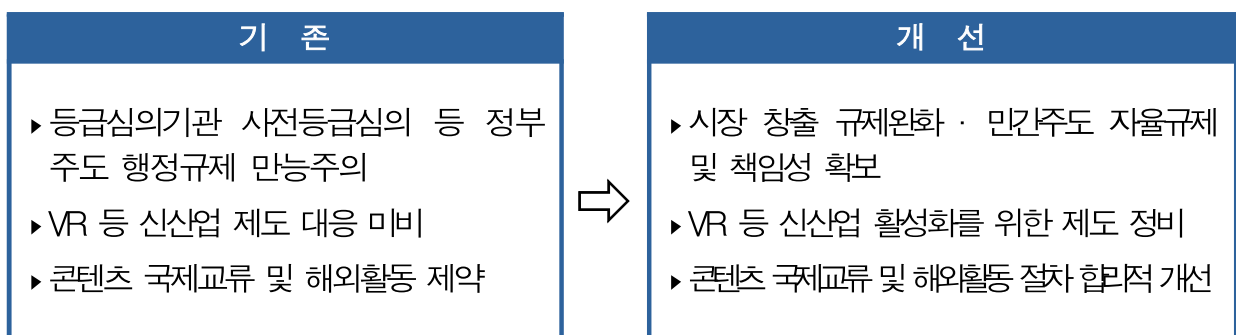 기 존
▸등급심의기관 사전등급심의 등 정부
주도 행정규제 만능주의
▸VR 등 신산업 제도 대응 미비
▸콘텐츠 국제교류 및 해외활동 제약
⇨
개 선
▸시장 창출 규제완화 · 민간주도 자율규제
및 책임성 확보
▸VR 등 신산업 활성화를 위한 제도 정비
▸콘텐츠 국제교류 및 해외활동 절차 합리적 개선